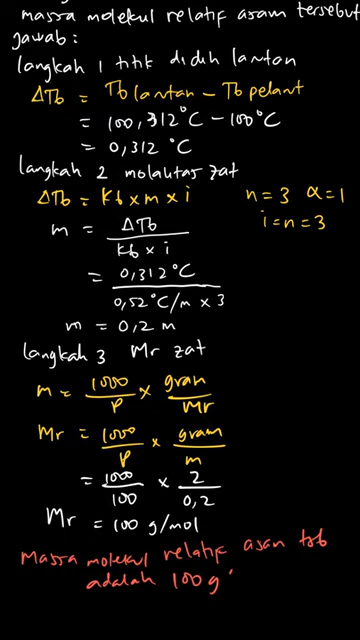 massa molekul relatif asam tersebut
jawab:
langkah 1 titik didih larutan
ΔTb = Tb larutan - Tb pelarut
= 100,312°C - 100°C
= 0,312 °C
langkah 2 molalitas zat
ΔTb = Kb x m x i
n = 3 α = 1
i = n = 3
m = ΔTb / Kb x i
= 0,312°C / 0,52°C/m x 3
m = 0,2 m
langkah 3 Mr zat
m = 1000/P x gram/Mr
Mr = 1000/P x gram/m
= 1000/100 x 2/0,2
Mr = 100 g/mol
Massa molekul relatif asam tsb
adalah 100 g